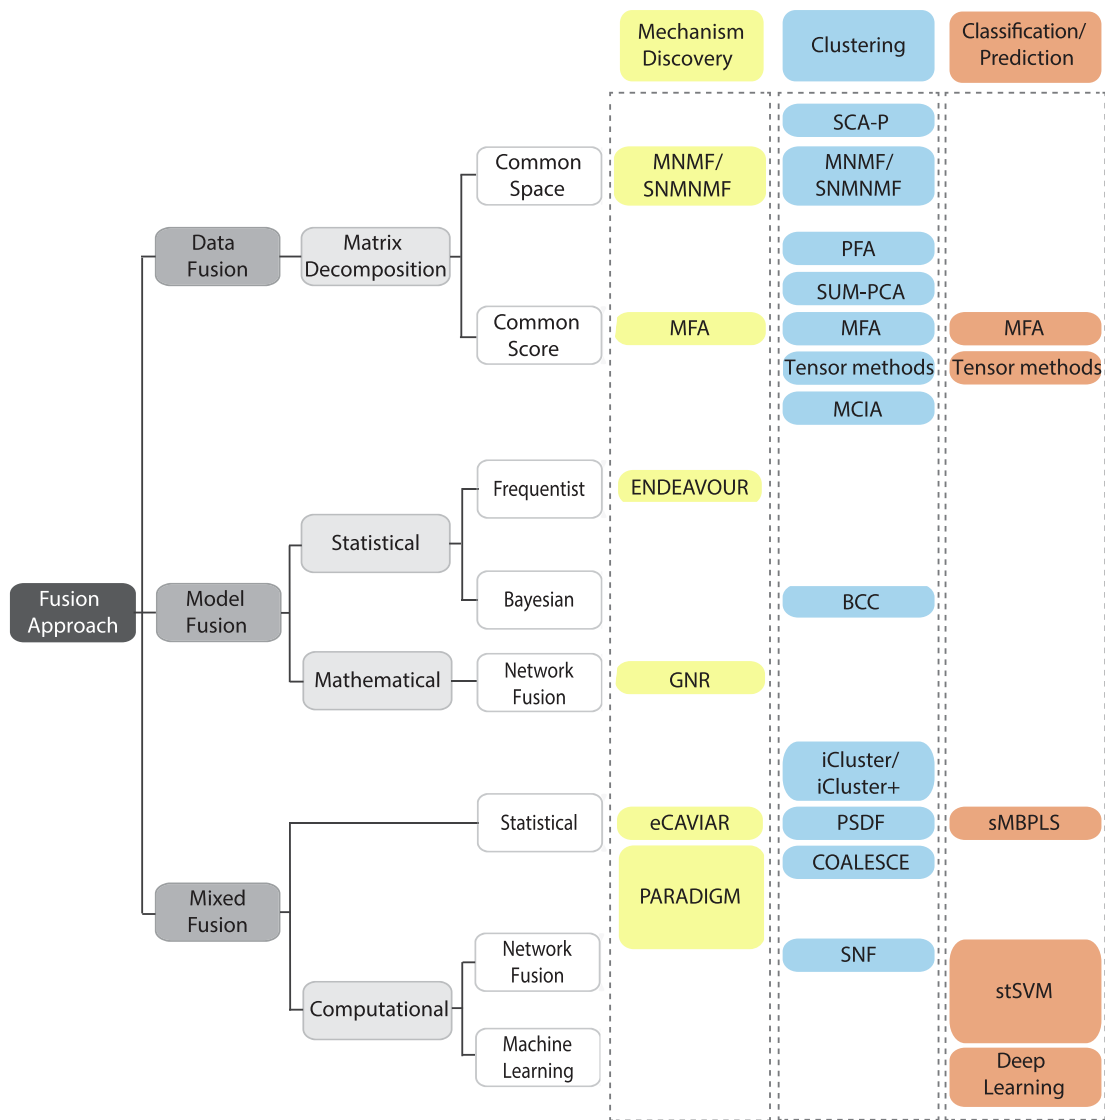 Mechanism
Discovery
Clustering
Classification/
Prediction
SCA-P
Common
Space
MNMF/
SNMNMF
MNMF/
SNMNMF
Data
Fusion
Matrix
Decomposition
PFA
SUM-PCA
Common
Score
MFA
MFA
MFA
Tensor methods
Tensor methods
MCIA
Frequentist
ENDEAVOUR
Statistical
Fusion
Approach
Model
Fusion
Bayesian
BCC
Mathematical
Network
Fusion
GNR
iCluster/
iCluster+
Statistical
eCAVIAR
PSDF
sMBPLS
COALESCE
Mixed
Fusion
PARADIGM
Network
Fusion
SNF
stSVM
Computational
Machine
Learning
Deep
Learning